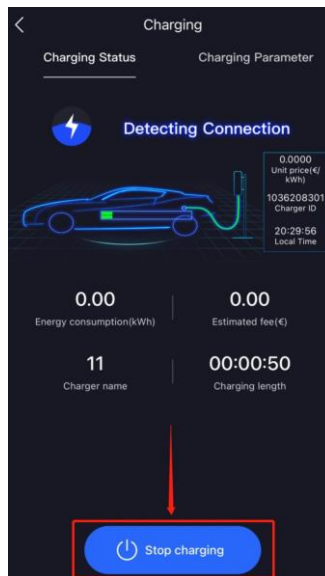 Charging
Charging Status
Charging Parameter
Detecting Connection
0.0000
Unit price(€/
kWh)
1036208301
Charger ID
20:29:56
Local Time
0.00
Energy consumption(kWh)
0.00
Estimated fee(€)
11
Charger name
00:00:50
Charging length
Stop charging